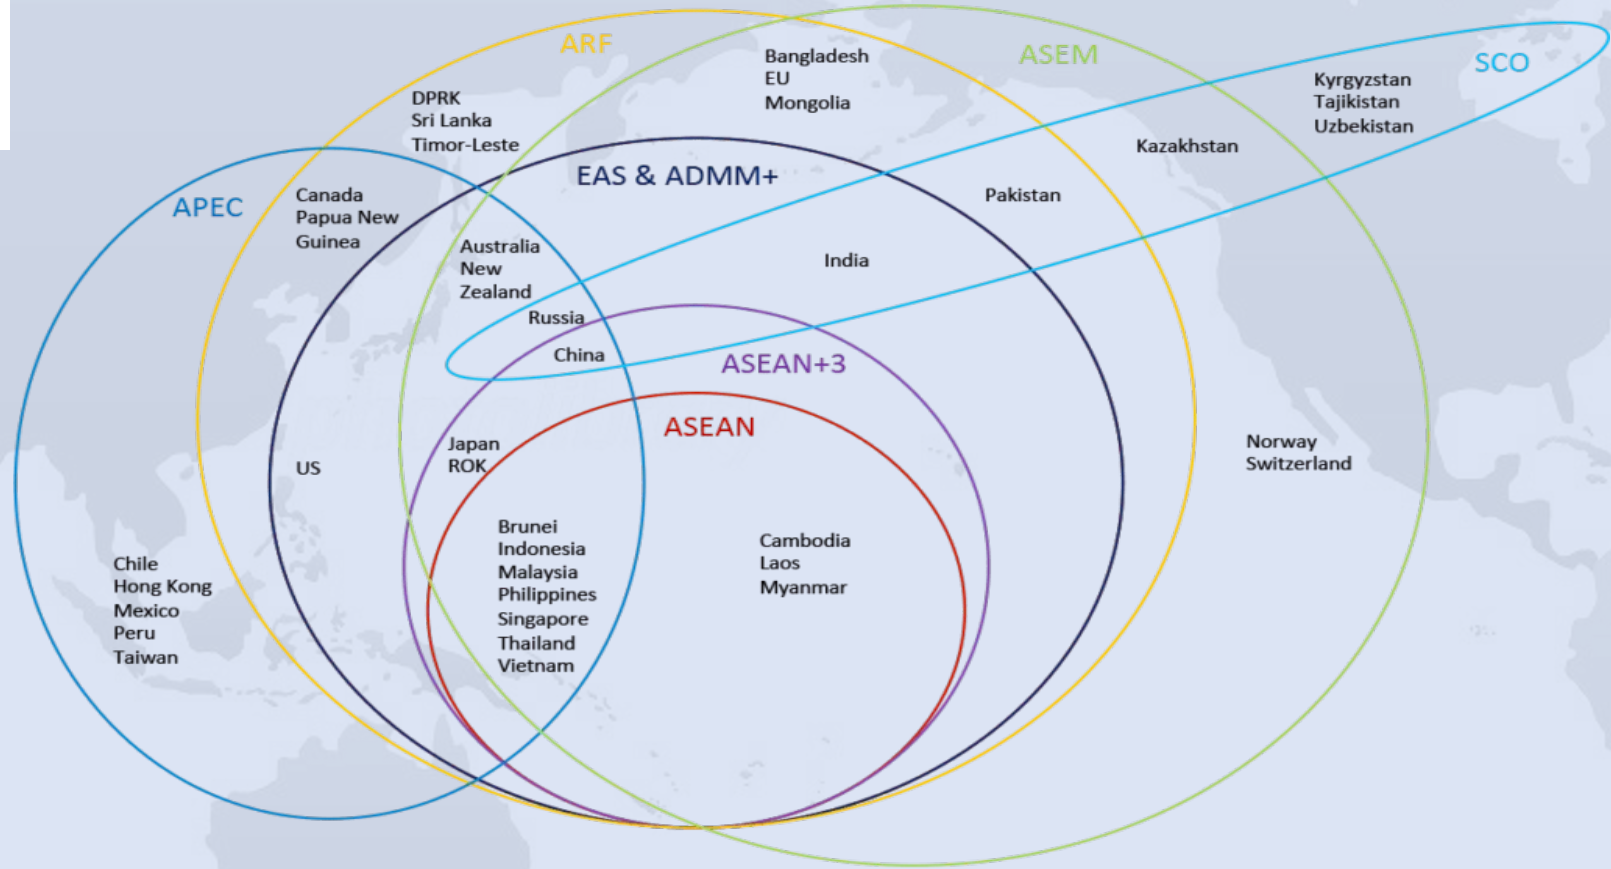 ARF
ASEM
SCO
Bangladesh
EU
Mongolia
Kyrgyzstan
Tajikistan
Uzbekistan
DPRK
Sri Lanka
Timor-Leste
Kazakhstan
EAS & ADMM+
Pakistan
APEC
Canada
Papua New
Guinea
Australia
New
Zealand
India
Russia
China
ASEAN+3
ASEAN
Japan
ROK
US
Norway
Switzerland
Brunei
Indonesia
Malaysia
Philippines
Singapore
Thailand
Vietnam
Cambodia
Laos
Myanmar
Chile
Hong Kong
Mexico
Peru
Taiwan